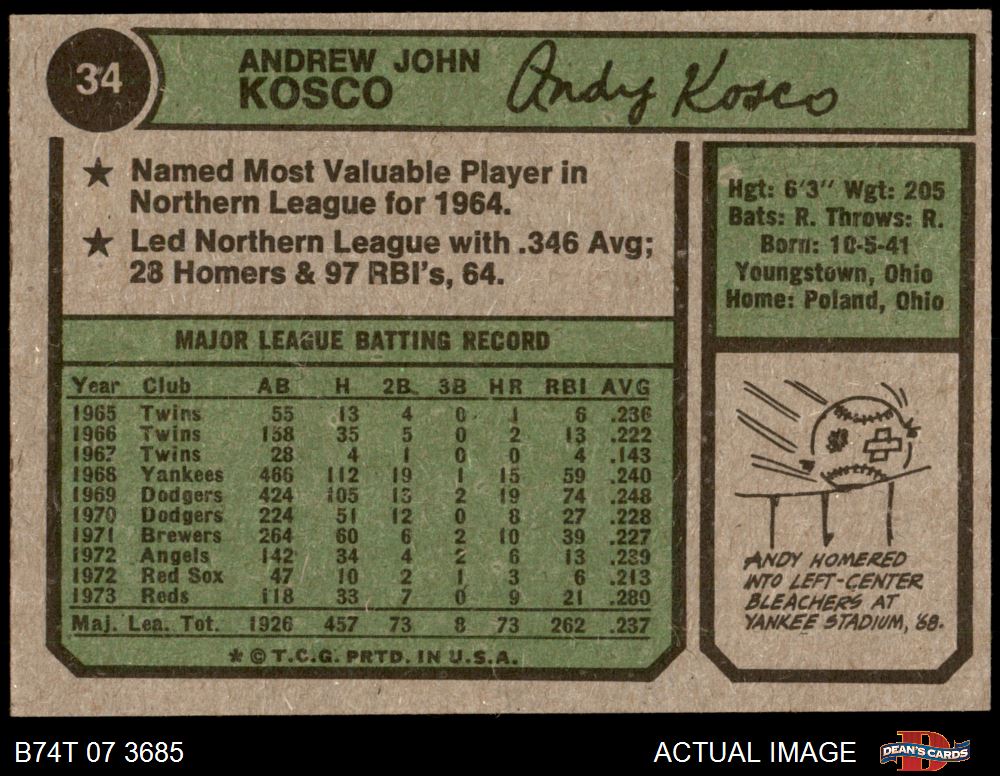 34
ANDREW JOHN
KOSCO
Andy Kosco
★ Named Most Valuable Player in
Northern League for 1964.
★ Led Northern League with .346 Avg;
28 Homers & 97 RBI's, 64.
Hgt: 6'3" Wgt: 205
Bats: R. Throws: R.
Born: 10-5-41
Youngstown, Ohio
Home: Poland, Ohio
MAJOR LEAGUE BATTING RECORD
Year Club AB H 2B 3B HR RBI AVG
1965 Twins 55 13 4 0 1 6 .236
1966 Twins 158 35 5 0 2 13 .222
1967 Twins 28 4 1 0 0 4 .143
1968 Yankees 466 112 19 1 15 59 .240
1969 Dodgers 424 105 13 2 19 74 .248
1970 Dodgers 224 51 12 0 8 27 .228
1971 Brewers 264 60 6 2 10 39 .227
1972 Angels 142 34 4 2 6 13 .239
1972 Red Sox 47 10 2 1 3 6 .213
1973 Reds 118 33 7 0 9 21 .280
Maj. Lea. Tot. 1926 457 73 8 73 262 .237
* © T.C.G. PRTD. IN U.S.A.
ANDY HOMERED
INTO LEFT-CENTER
BLEACHERS AT
YANKEE STADIUM, '68.
B74T 07 3685
ACTUAL IMAGE
DEAN'S CARDS